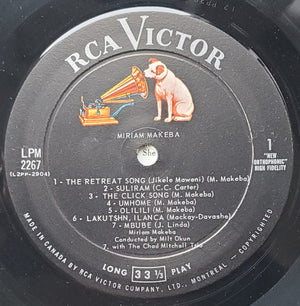 RCA VICTOR
MIRIAM MAKEBA
LPM
2267
(L2PP-2904)
She
1
"NEW
ORTHOPHONIC"
HIGH FIDELITY
1 - THE RETREAT SONG (Jikele Maweni) (M. Makeba)
2 - SULIRAM (C.C. Carter)
3 - THE CLICK SONG (M. Makeba)
4 - UMHOME (M. Makeba)
5 - OLILILI (M. Makeba)
6 - LAKUTSHN, ILANGA (Mackay-Davashe)
7 - MBUBE (J. Linda)
Miriam Makeba
Conducted by Milt Okun
7 - with The Chad Mitchell Trio
LONG 33⅓ PLAY
MADE IN CANADA BY RCA VICTOR COMPANY, LTD., MONTREAL